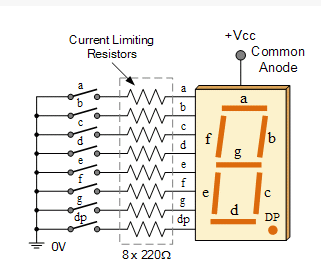 +Vcc
Current Limiting
Resistors
Common
Anode
a
b
c
d
e
f
g
dp
a
b
c
d
e
f
g
dp
a
f
b
g
e
c
d
DP
0V
8 x 220Ω